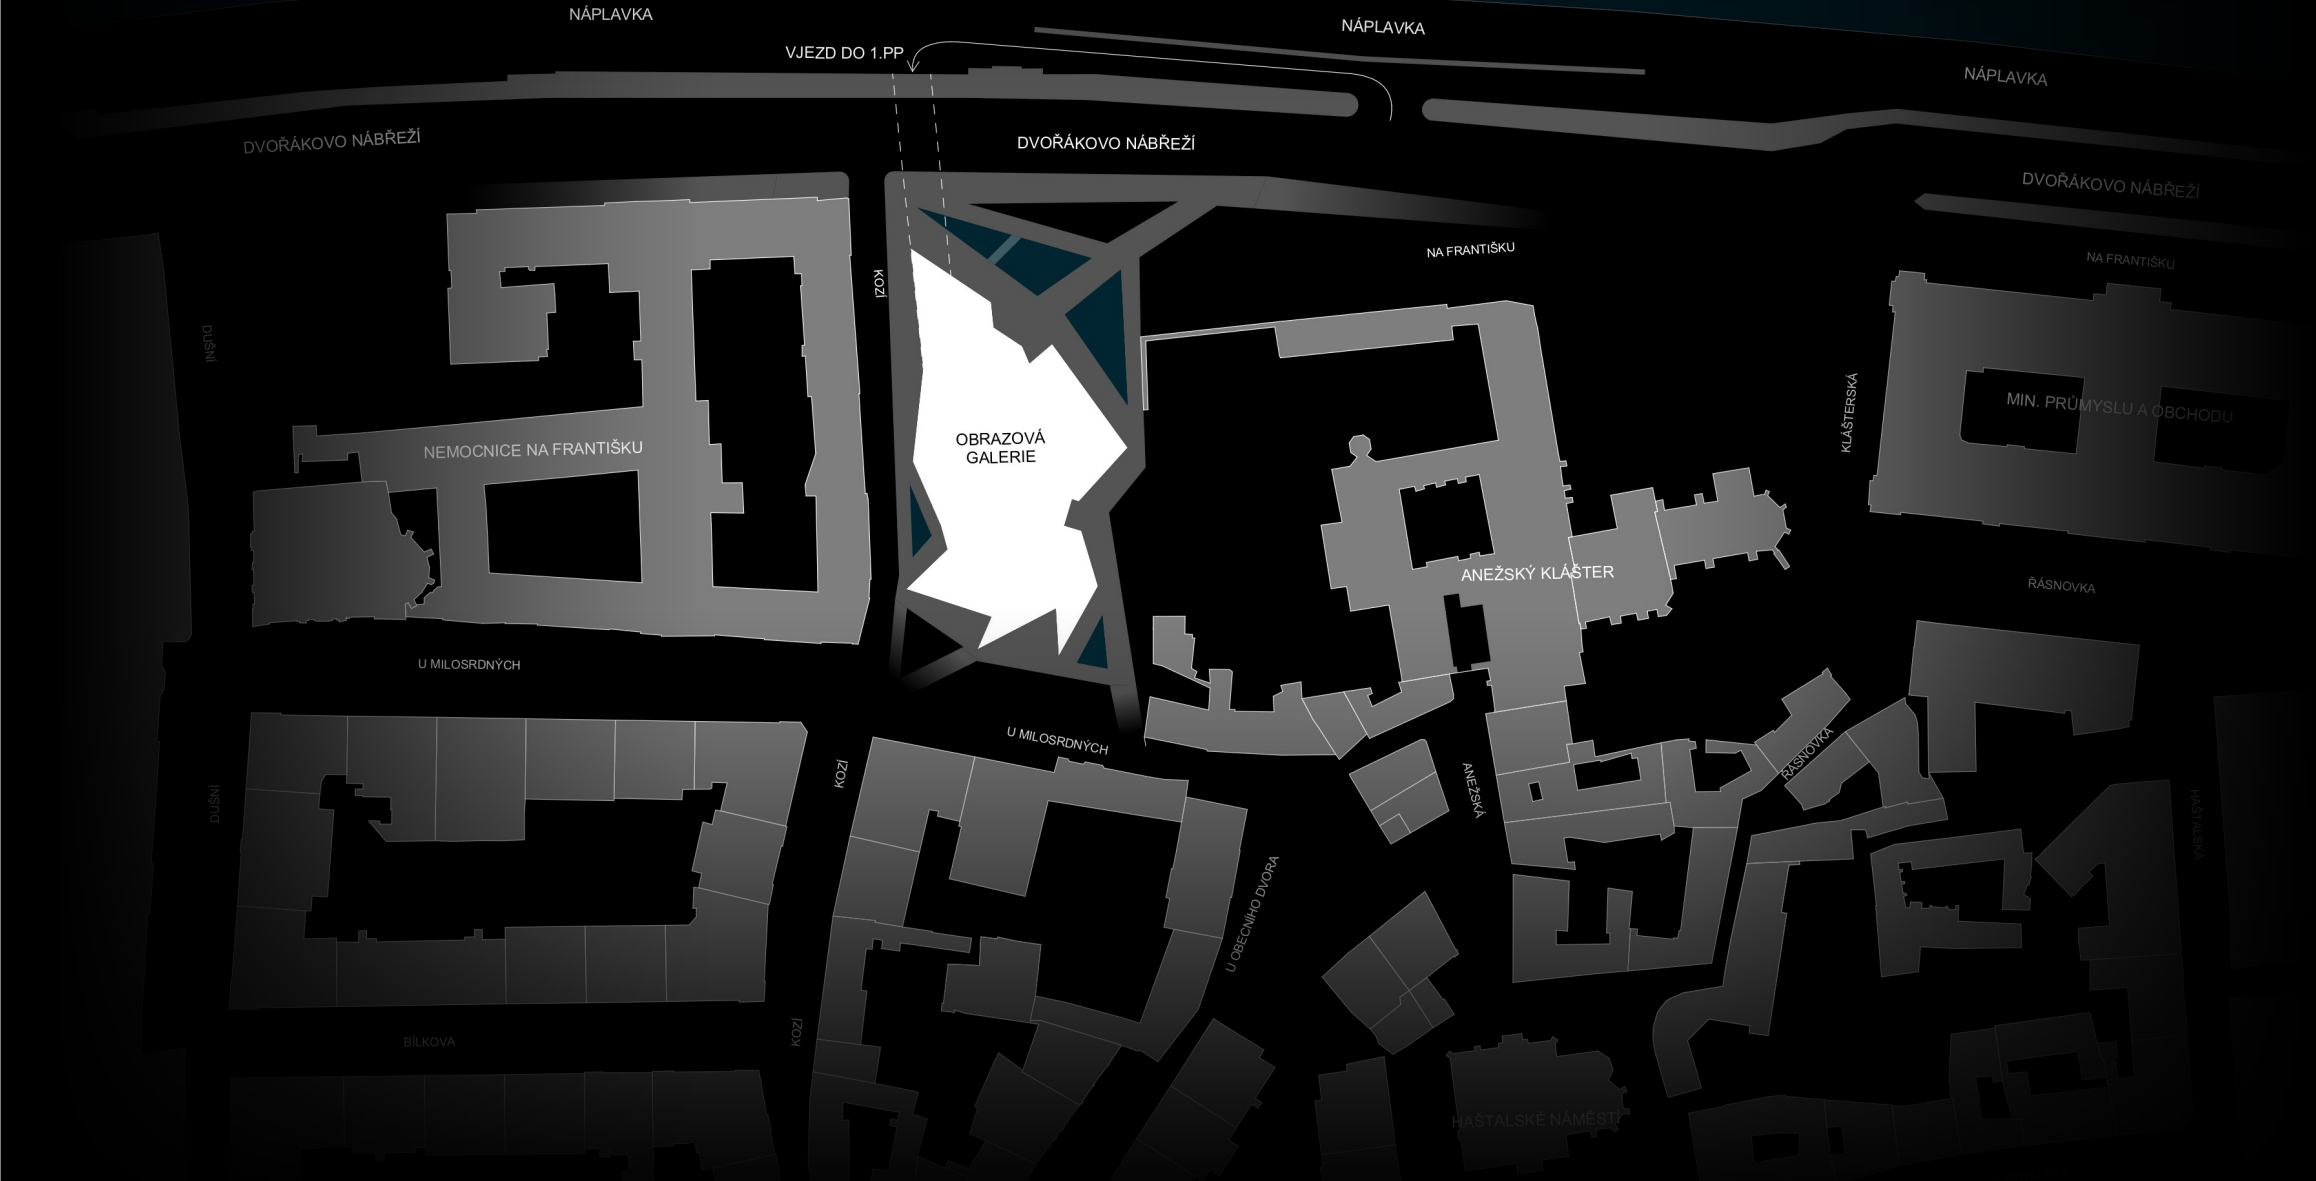 NÁPLAVKA
NÁPLAVKA
VJEZD DO 1.PP
NÁPLAVKA
DVOŘÁKOVO NÁBŘEŽÍ
DVOŘÁKOVO NÁBŘEŽÍ
DVOŘÁKOVO NÁBŘEŽÍ
NA FRANTIŠKU
NA FRANTIŠKU
KOZÍ
DUŠNÍ
KLÁŠTERSKÁ
MIN. PRŮMYSLU A OBCHODU
OBRAZOVÁ
GALERIE
NEMOCNICE NA FRANTIŠKU
ANEŽSKÝ KLÁŠTER
ŘÁSNOVKA
U MILOSRDNÝCH
U MILOSRDNÝCH
KOZÍ
ANEŽSKÁ
ŘÁSNOVKA
DUŠNÍ
HAŠTALSKÁ
U OBECNÍHO DVORA
KOZÍ
BÍLKOVA
HAŠTALSKÉ NÁMĚSTÍ